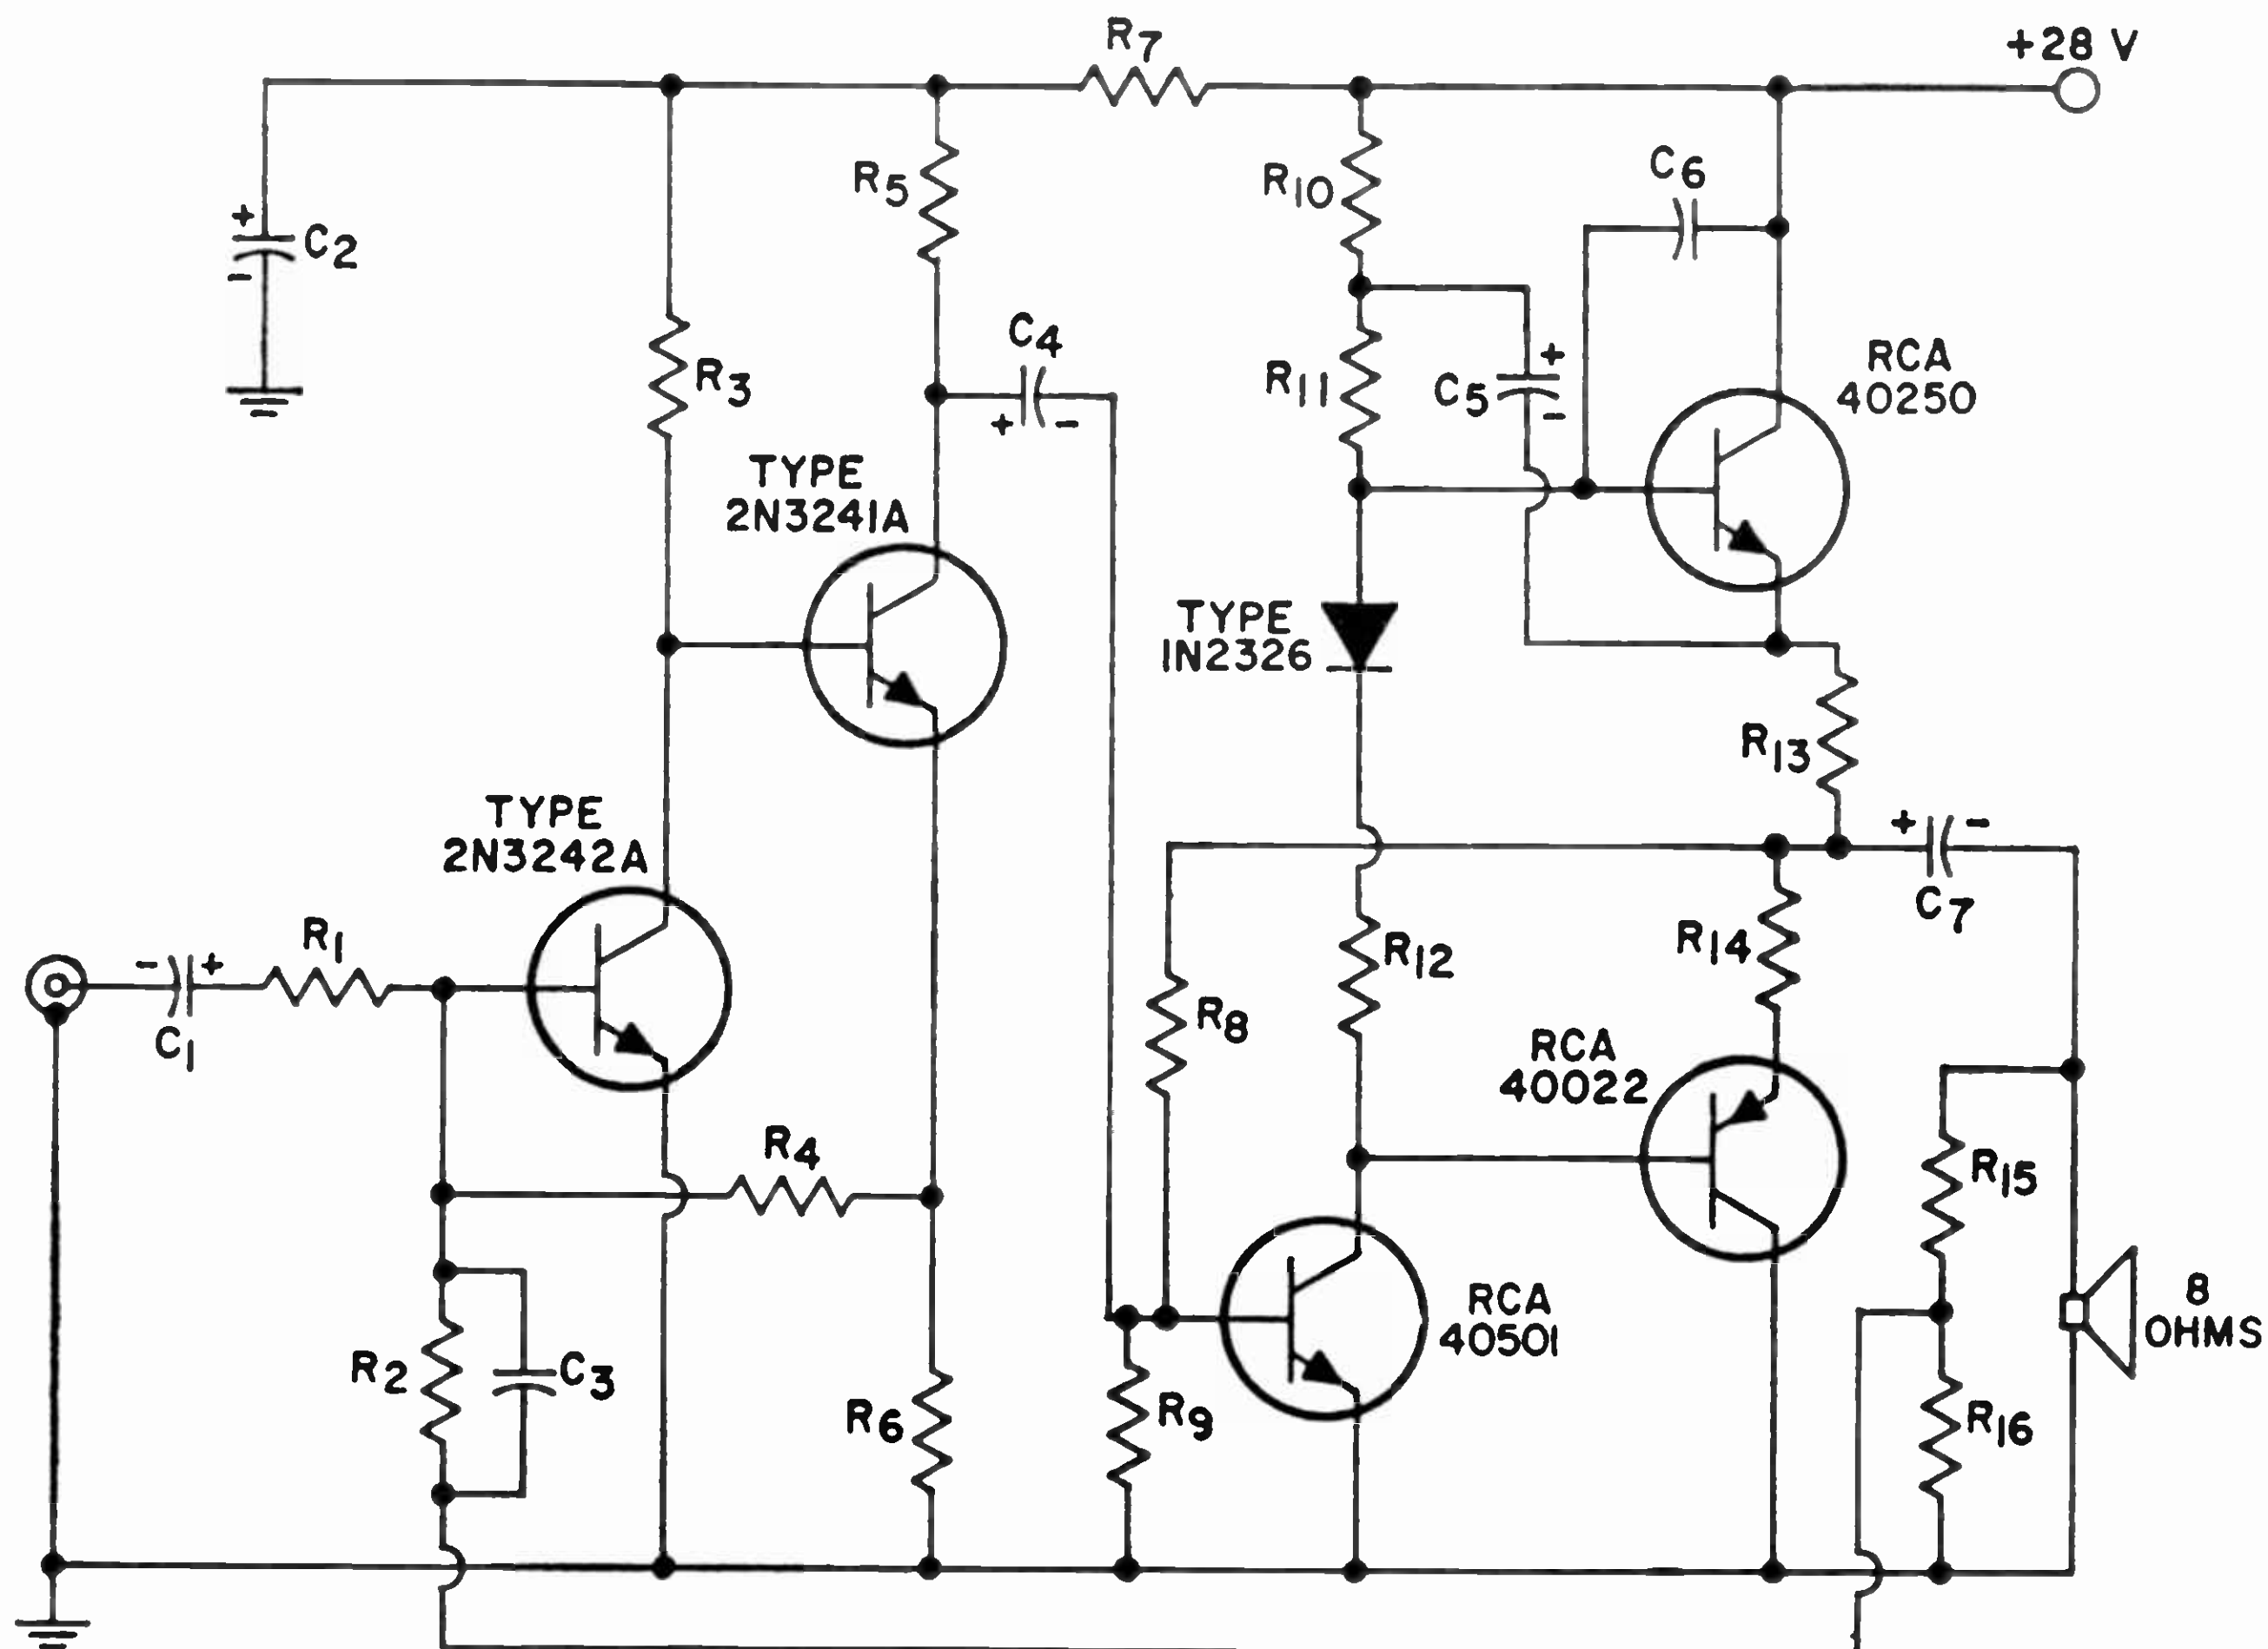 R7
+28 V
R5
R10
C6
+
C2
-
C4
+
-
R3
R11
+
C5
-
RCA
40250
TYPE
2N3241A
TYPE
1N2326
R13
TYPE
2N3242A
+
-
C7
R1
-
+
C1
R12
R14
R8
RCA
40022
R4
R15
RCA
40501
8
OHMS
R2
C3
R6
R9
R16